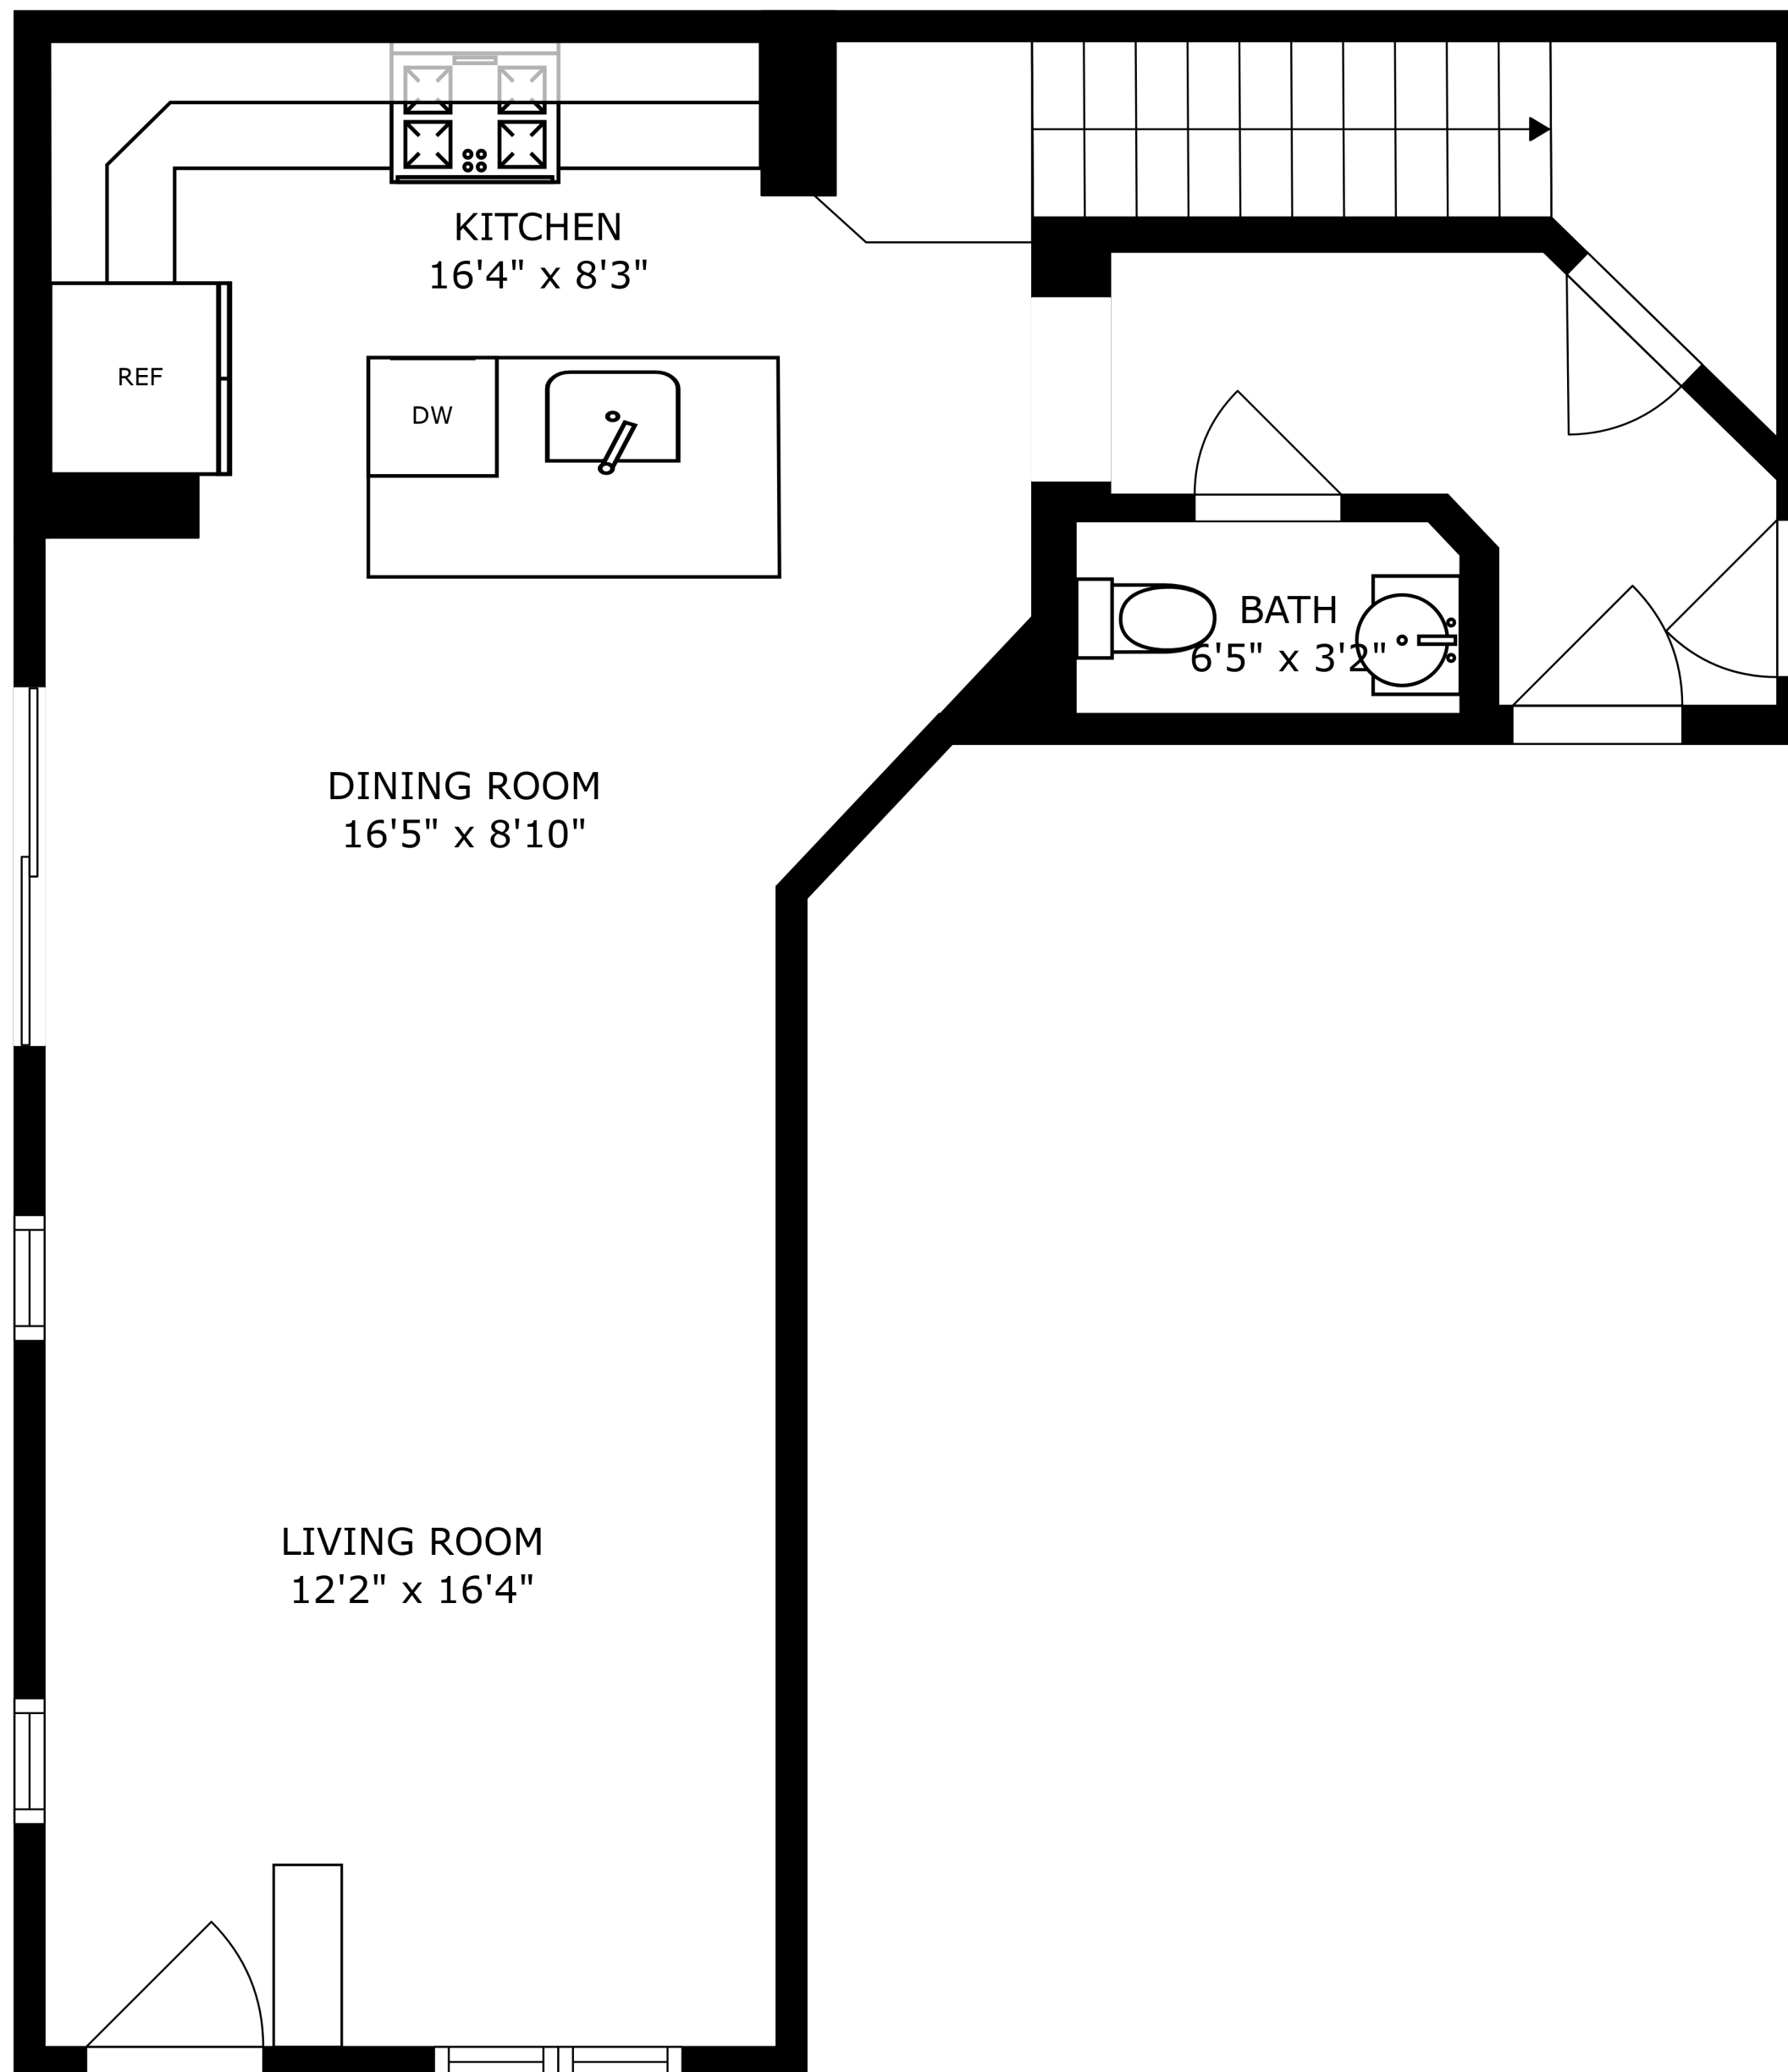 KITCHEN
16'4" x 8'3"
REF
DW
BATH
6'5" x 3'2"
DINING ROOM
16'5" x 8'10"
LIVING ROOM
12'2" x 16'4"